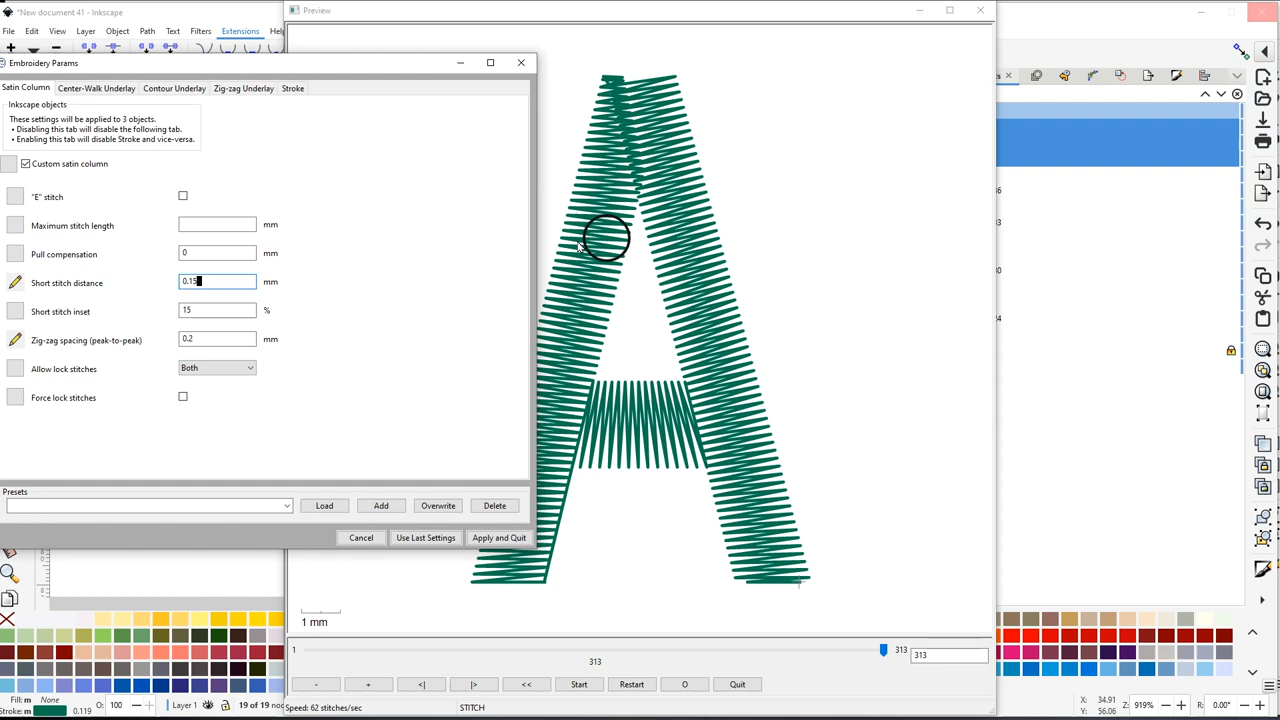 *New document 41 - Inkscape
Preview
File Edit View Layer Object Path Text Filters Extensions
Embroidery Params
Satin Column Center-Walk Underlay Contour Underlay Zig-zag Underlay Stroke
Inkscape objects
These settings will be applied to 3 objects.
• Disabling this tab will disable the following tab.
• Enabling this tab will disable Stroke and vice-versa.
Custom satin column
"E" stitch
Maximum stitch length mm
Pull compensation 0 mm
Short stitch distance 0.15 mm
Short stitch inset 15 %
Zig-zag spacing (peak-to-peak) 0.2 mm
Allow lock stitches Both
Force lock stitches
Presets
Load Add Overwrite Delete
Cancel Use Last Settings Apply and Quit
1 mm
1 313 313
313
- + <| |> << Start Restart O Quit
Speed: 62 stitches/sec STITCH
Fill: m None
Stroke: m 0.119 O: 100 Layer 1 19 of 19 nod
X: 34.91
Y: 56.06
Z: 919% R: 0.00°